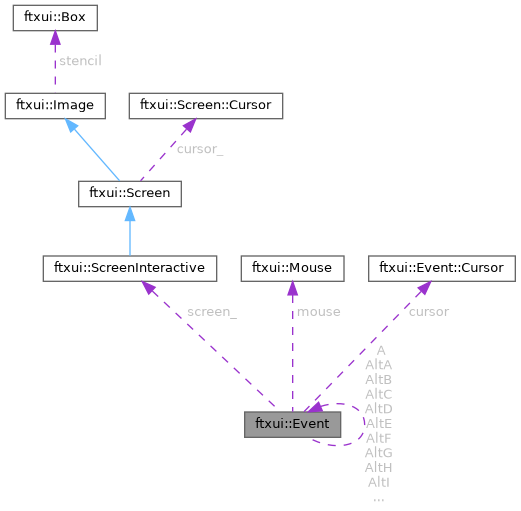 ftxui::Box
stencil
ftxui::Image
ftxui::Screen::Cursor
cursor_
ftxui::Screen
ftxui::ScreenInteractive
ftxui::Mouse
ftxui::Event::Cursor
screen_
mouse
cursor
A
AltA
AltB
AltC
AltD
AltE
AltF
AltG
AltH
AltI
...
ftxui::Event